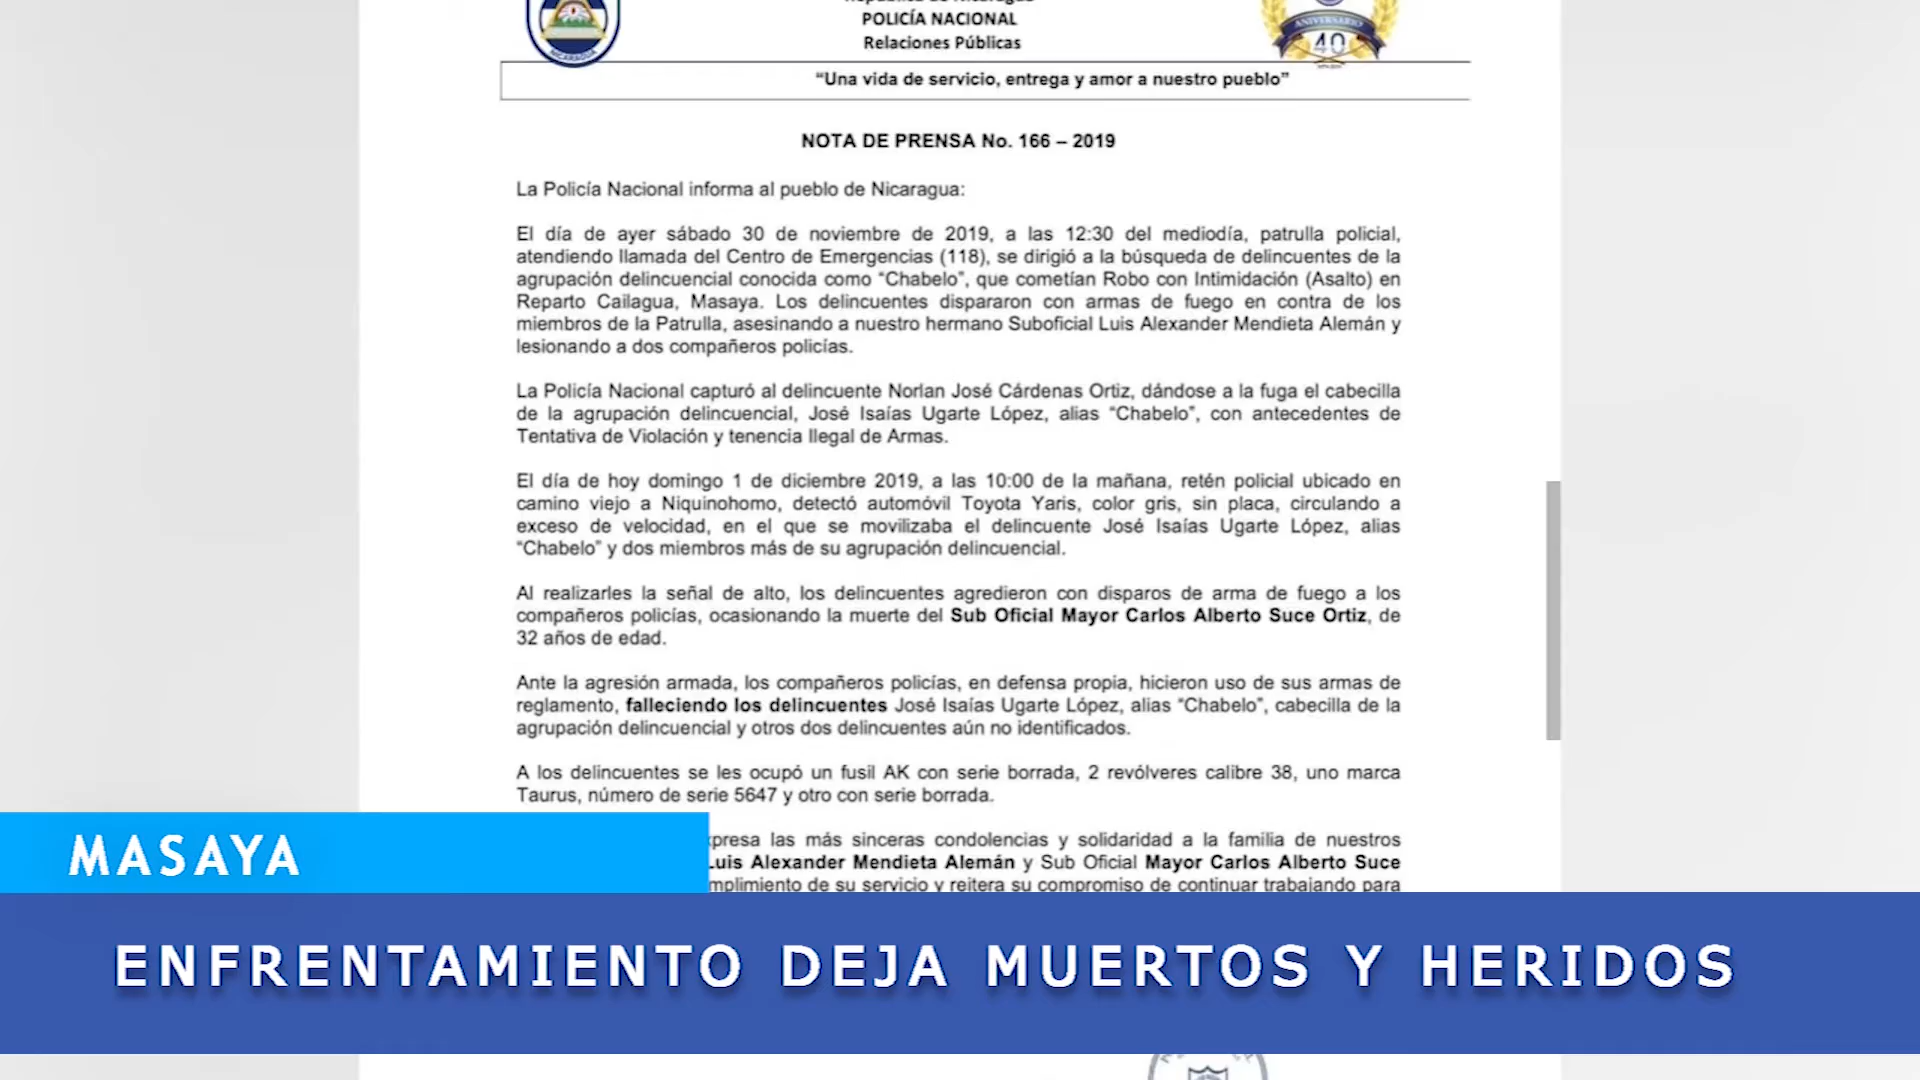 República de Nicaragua
POLICÍA NACIONAL
Relaciones Públicas
NICARAGUA
ANIVERSARIO
40
“Una vida de servicio, entrega y amor a nuestro pueblo”
NOTA DE PRENSA No. 166 – 2019
La Policía Nacional informa al pueblo de Nicaragua:
El día de ayer sábado 30 de noviembre de 2019, a las 12:30 del mediodía, patrulla policial,
atendiendo llamada del Centro de Emergencias (118), se dirigió a la búsqueda de delincuentes de la
agrupación delincuencial conocida como “Chabelo”, que cometían Robo con Intimidación (Asalto) en
Reparto Cailagua, Masaya. Los delincuentes dispararon con armas de fuego en contra de los
miembros de la Patrulla, asesinando a nuestro hermano Suboficial Luis Alexander Mendieta Alemán y
lesionando a dos compañeros policías.
La Policía Nacional capturó al delincuente Norlan José Cárdenas Ortiz, dándose a la fuga el cabecilla
de la agrupación delincuencial, José Isaías Ugarte López, alias “Chabelo”, con antecedentes de
Tentativa de Violación y tenencia Ilegal de Armas.
El día de hoy domingo 1 de diciembre 2019, a las 10:00 de la mañana, retén policial ubicado en
camino viejo a Niquinohomo, detectó automóvil Toyota Yaris, color gris, sin placa, circulando a
exceso de velocidad, en el que se movilizaba el delincuente José Isaías Ugarte López, alias
“Chabelo” y dos miembros más de su agrupación delincuencial.
Al realizarles la señal de alto, los delincuentes agredieron con disparos de arma de fuego a los
compañeros policías, ocasionando la muerte del Sub Oficial Mayor Carlos Alberto Suce Ortiz, de
32 años de edad.
Ante la agresión armada, los compañeros policías, en defensa propia, hicieron uso de sus armas de
reglamento, falleciendo los delincuentes José Isaías Ugarte López, alias “Chabelo”, cabecilla de la
agrupación delincuencial y otros dos delincuentes aún no identificados.
A los delincuentes se les ocupó un fusil AK con serie borrada, 2 revólveres calibre 38, uno marca
Taurus, número de serie 5647 y otro con serie borrada.
xpresa las más sinceras condolencias y solidaridad a la familia de nuestros
Luis Alexander Mendieta Alemán y Sub Oficial Mayor Carlos Alberto Suce
mplimiento de su servicio y reitera su compromiso de continuar trabajando para
MASAYA
ENFRENTAMIENTO DEJA MUERTOS Y HERIDOS